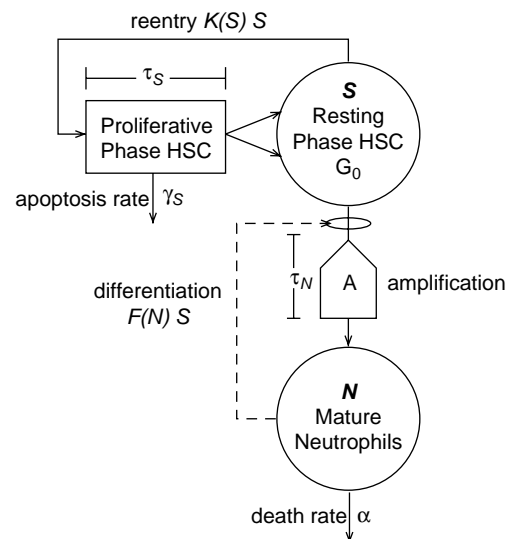 reentry K(S) S
τS
Proliferative
Phase HSC
S
Resting
Phase HSC
G0
apoptosis rate γS
differentiation
F(N) S
τN
A
amplification
N
Mature
Neutrophils
death rate α